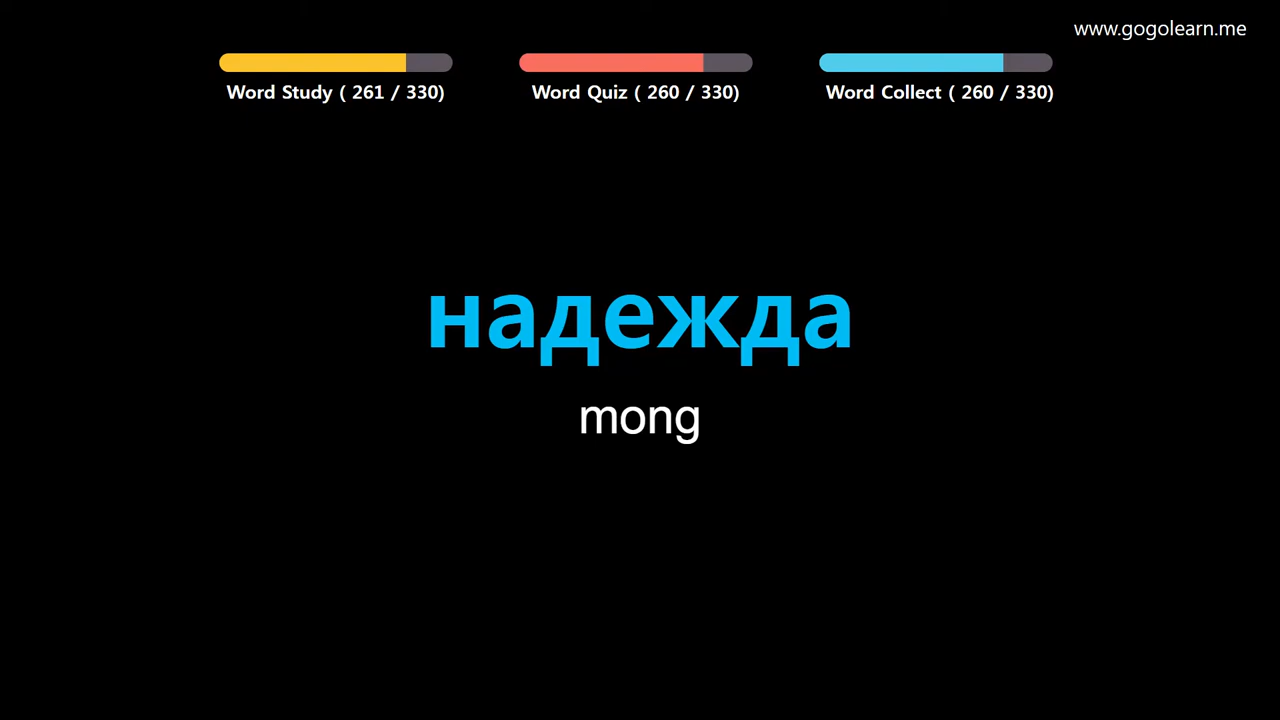 www.gogolearn.me
Word Study ( 261 / 330)
Word Quiz ( 260 / 330)
Word Collect ( 260 / 330)
надежда
mong